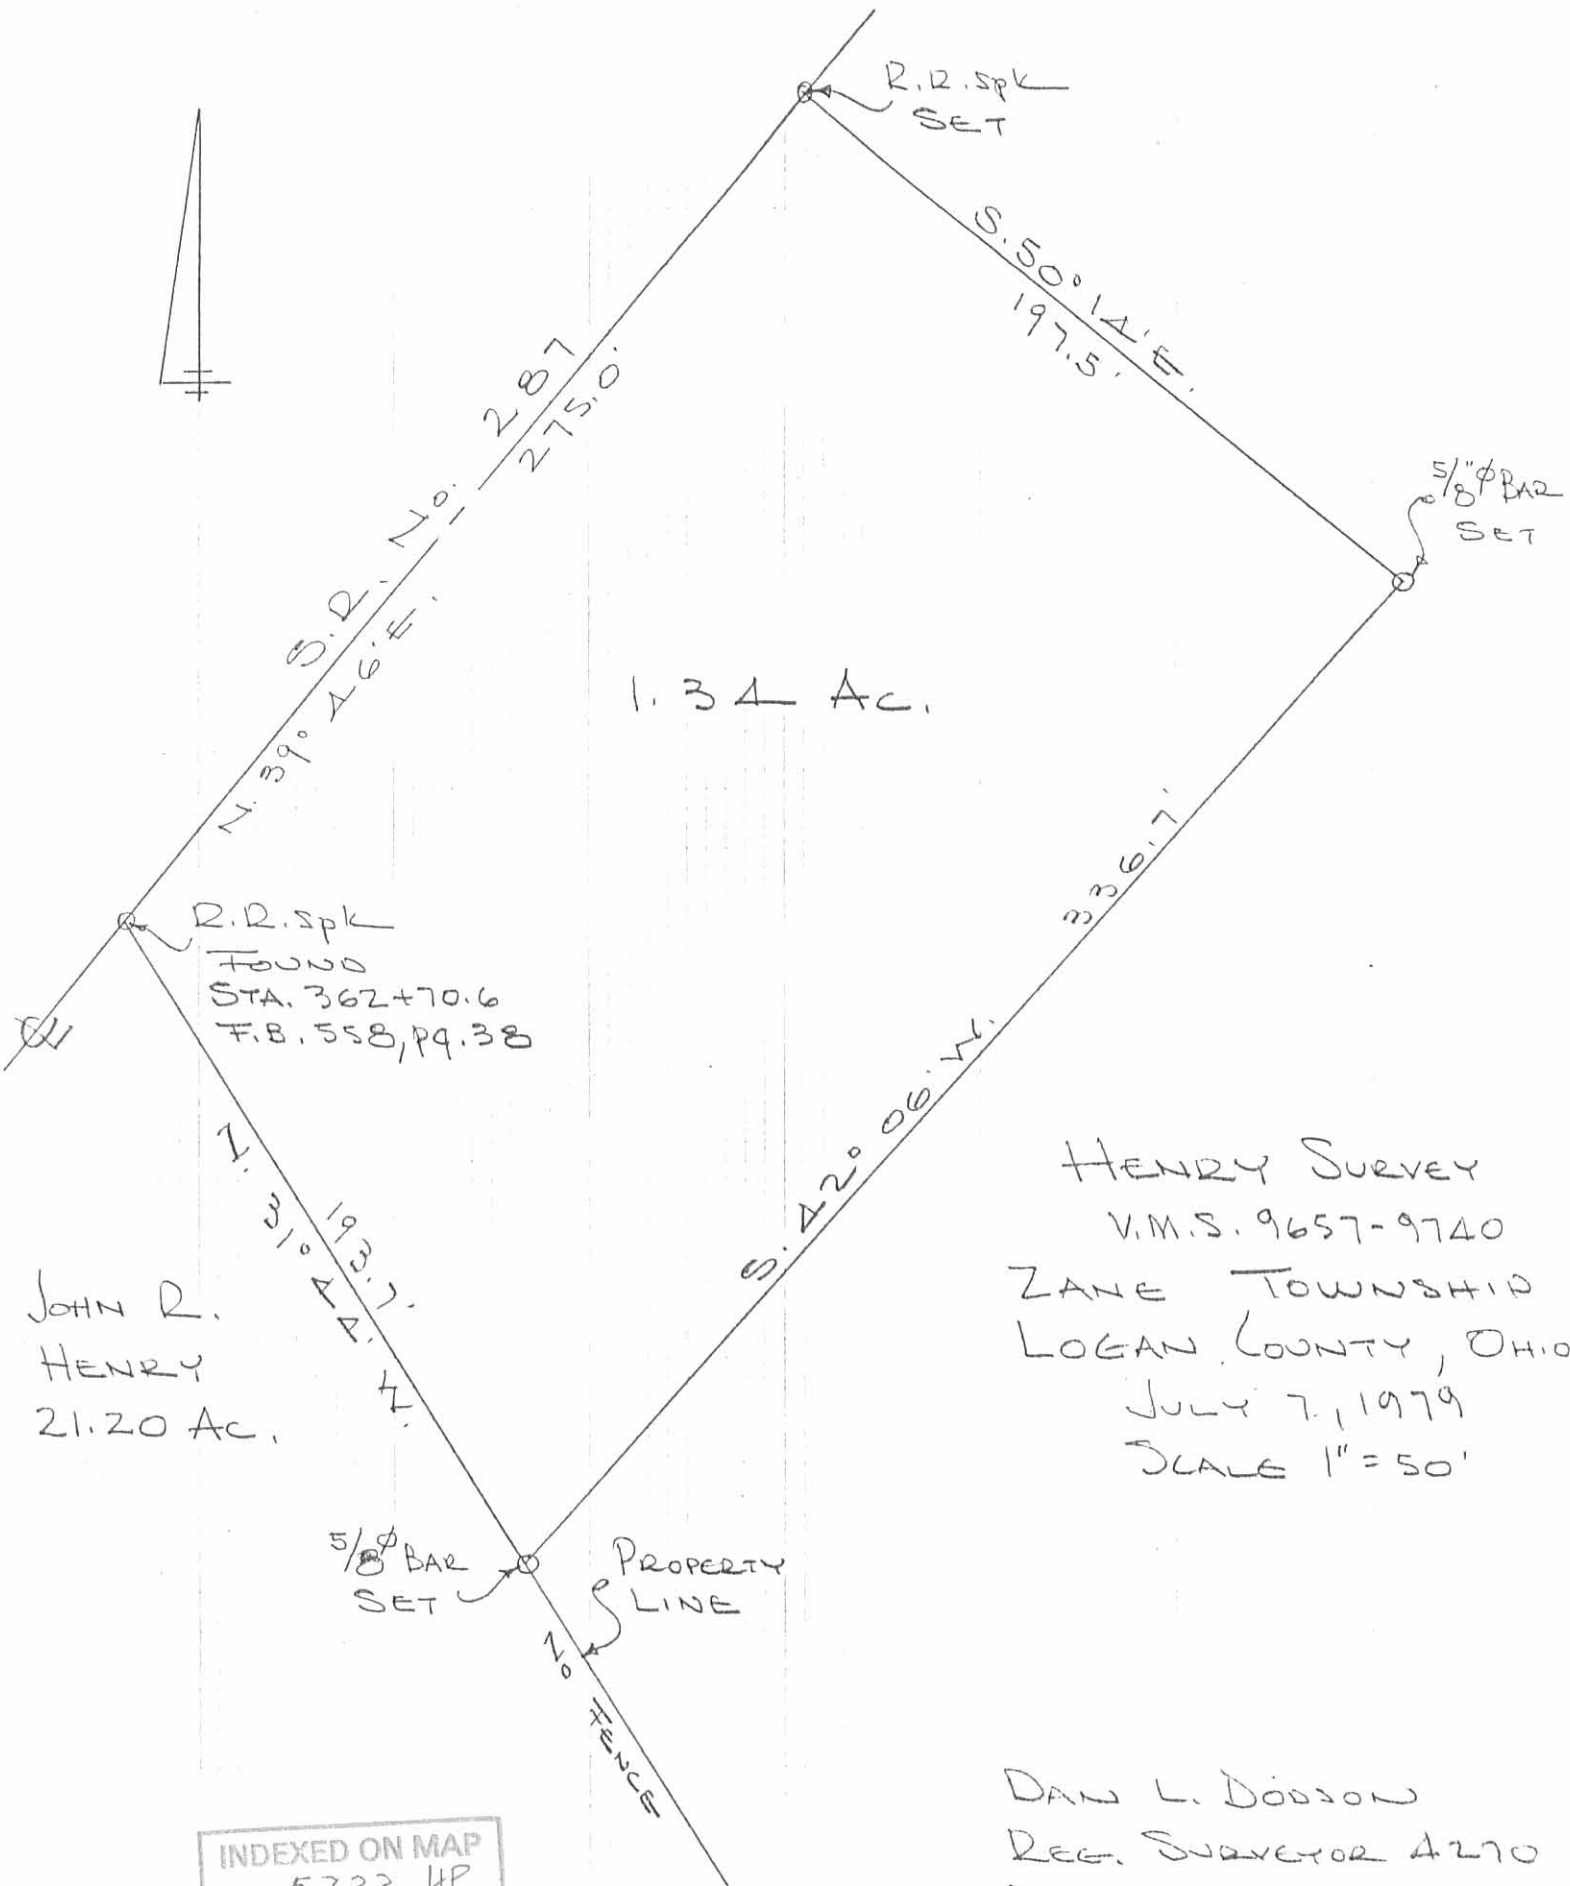 R.R. spk
SET
S. 50° 14' E.
197.5'
S.R. No. 287
275.0'
N. 39° 46' E.
5/8" ø BAR
SET
1.34 Ac.
336.7'
S. 42° 06' W.
R.R. spk
FOUND
STA. 362+70.6
F.B. 558, pg. 38
193.7'
N. 31° 44' W.
JOHN R.
HENRY
21.20 Ac.
HENRY SURVEY
V.M.S. 9657-9740
ZANE TOWNSHIP
LOGAN COUNTY, OHIO
JULY 7, 1979
SCALE 1" = 50'
5/8 ø BAR
SET
PROPERTY
LINE
No FENCE
INDEXED ON MAP
DAN L. DODSON
REG. SURVEYOR 4270